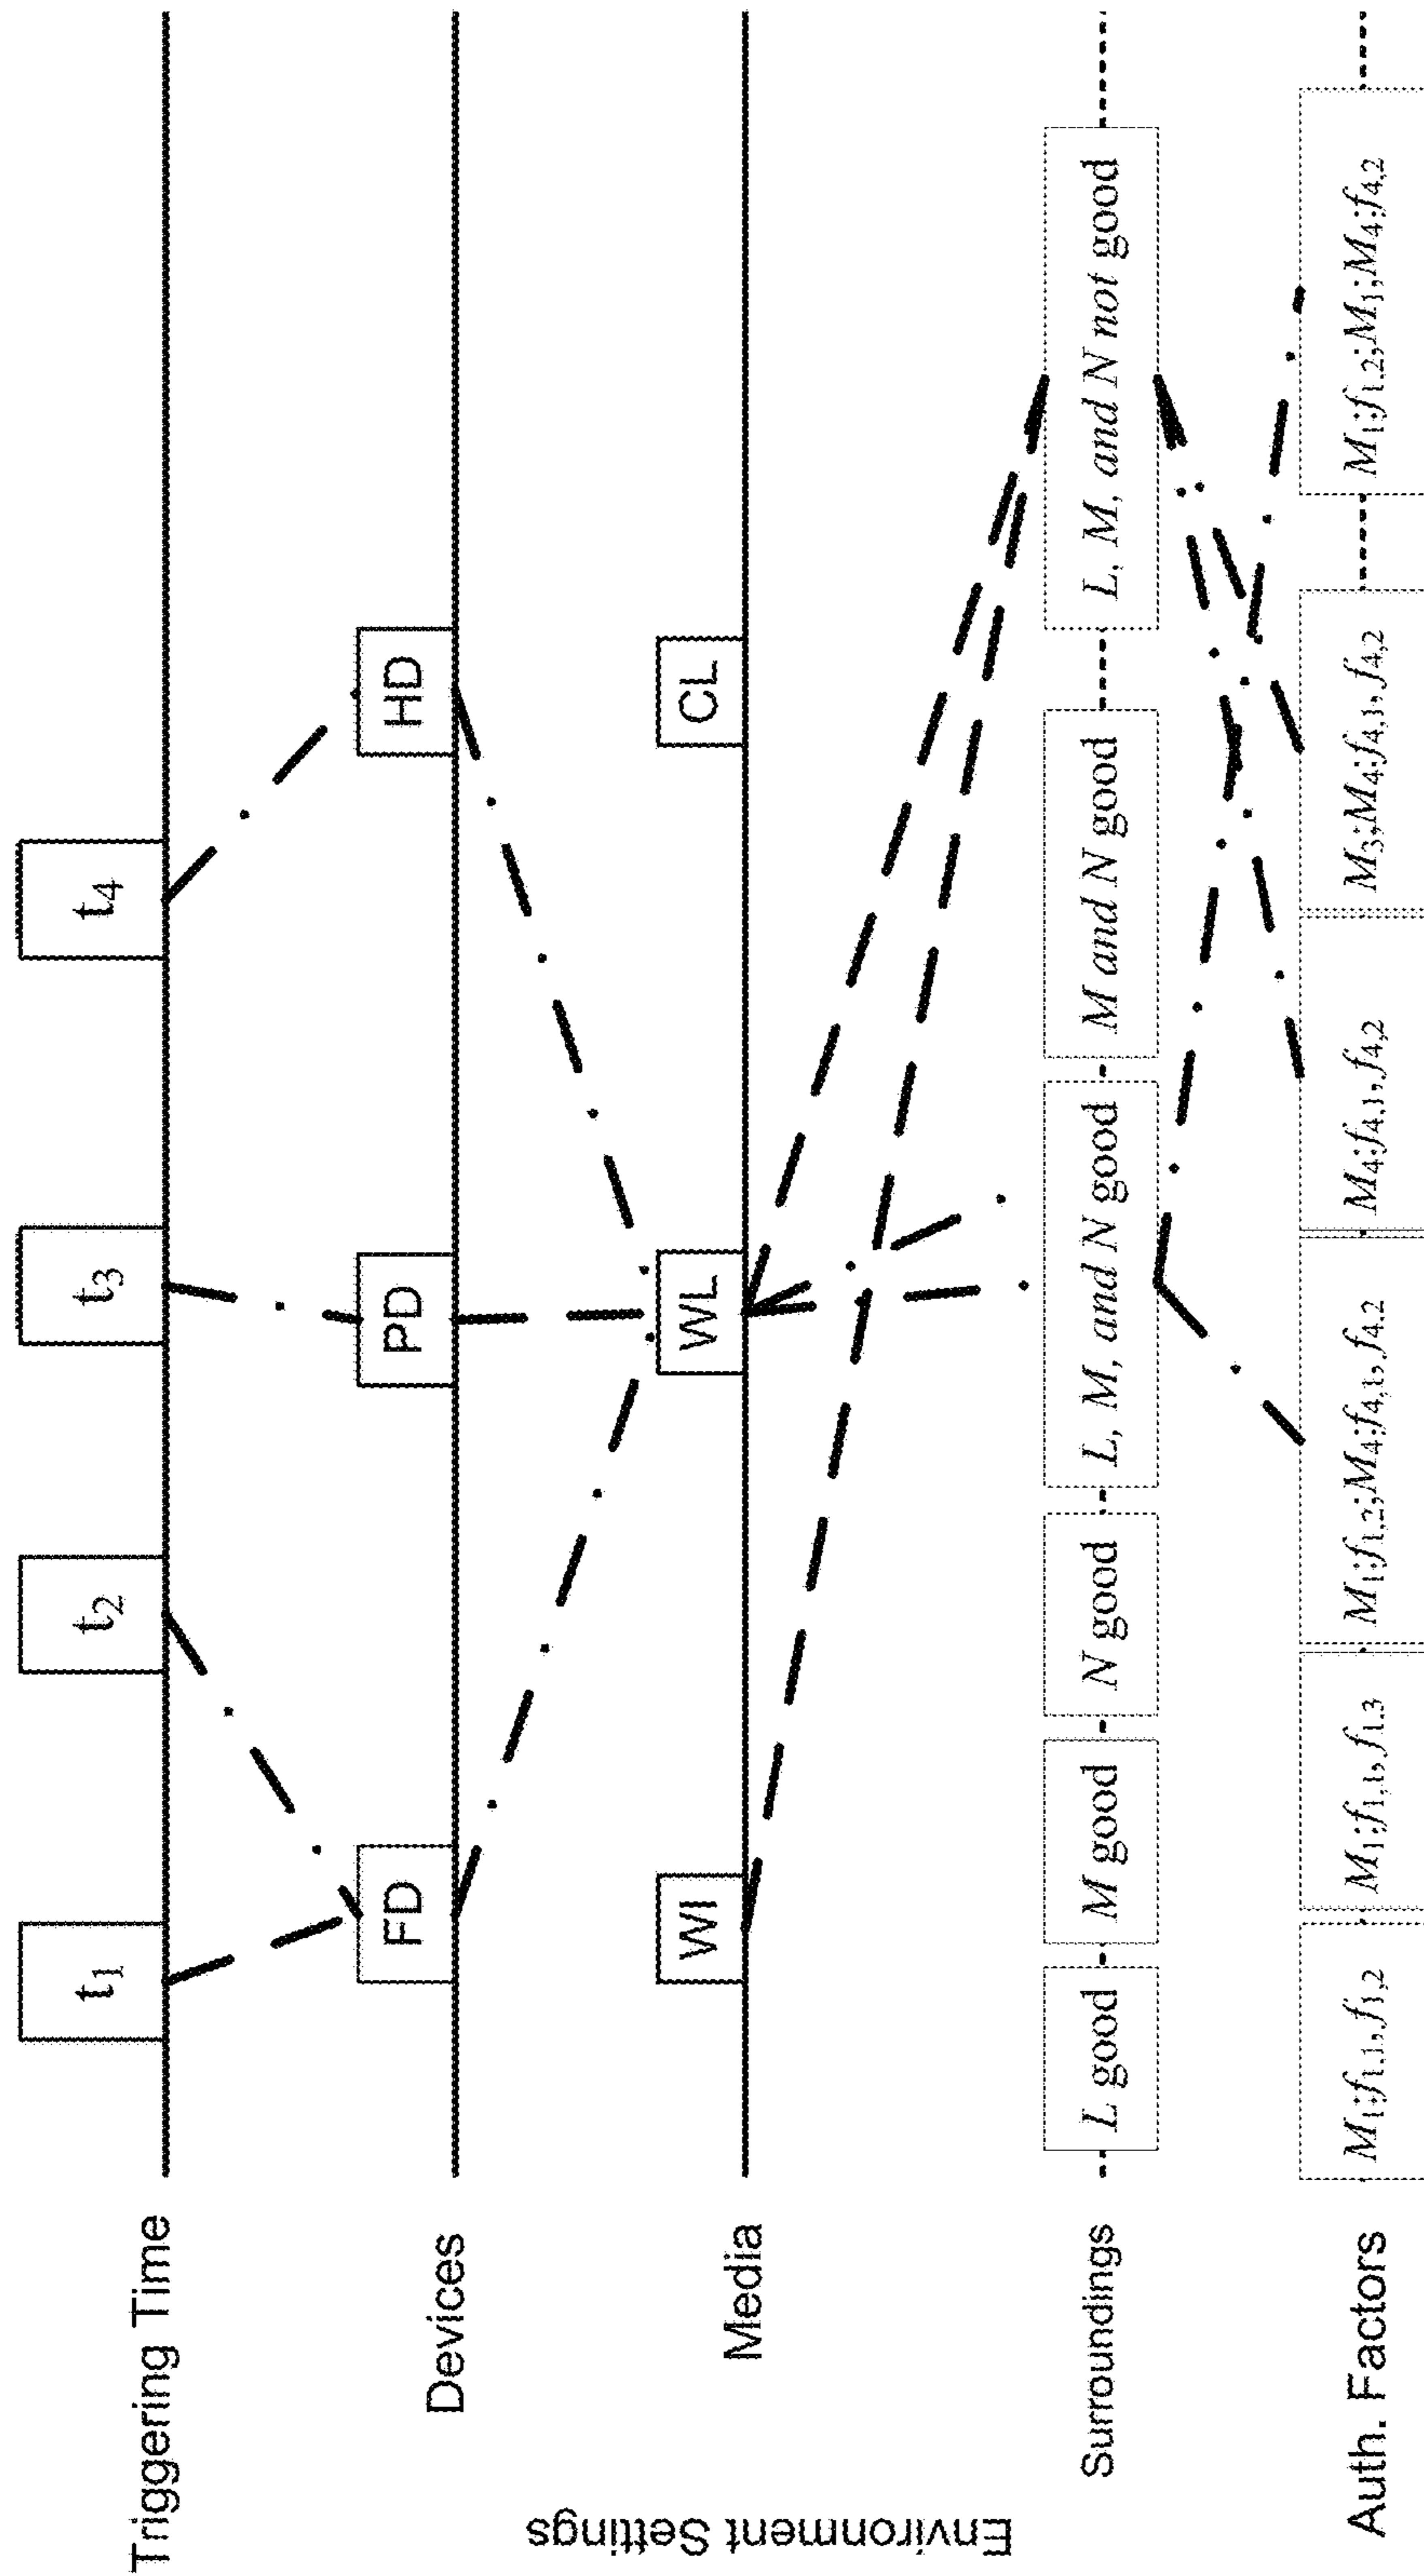 Environment Settings
Triggering Time
t1
t2
t3
t4
Devices
FD
PD
HD
Media
WI
WL
CL
Surroundings
L good
M good
N good
L, M, and N good
M and N good
L, M, and N not good
Auth. Factors
M1:f1,1, f1,2
M1:f1,1, f1,3
M1:f1,2;M4:f4,1, f4,2
M4:f4,1, f4,2
M3;M4:f4,1, f4,2
M1:f1,2;M1;M4:f4,2